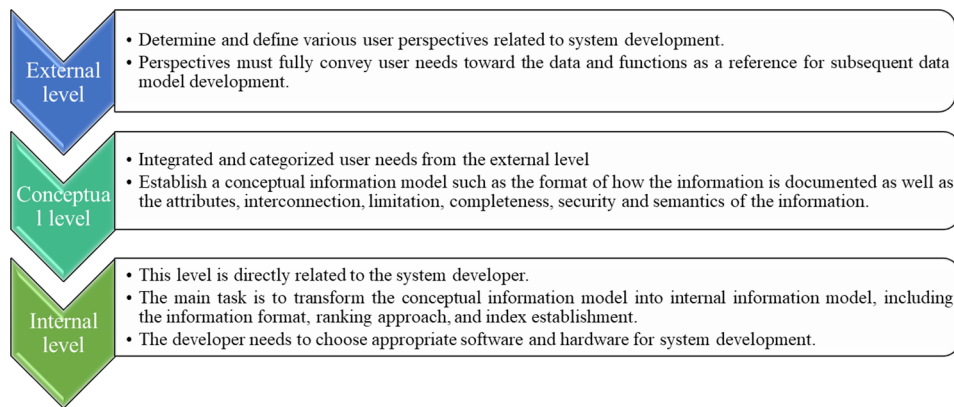 External
level
• Determine and define various user perspectives related to system development.
• Perspectives must fully convey user needs toward the data and functions as a reference for subsequent data
model development.
Conceptua
l level
• Integrated and categorized user needs from the external level
• Establish a conceptual information model such as the format of how the information is documented as well as
the attributes, interconnection, limitation, completeness, security and semantics of the information.
Internal
level
• This level is directly related to the system developer.
• The main task is to transform the conceptual information model into internal information model, including
the information format, ranking approach, and index establishment.
• The developer needs to choose appropriate software and hardware for system development.